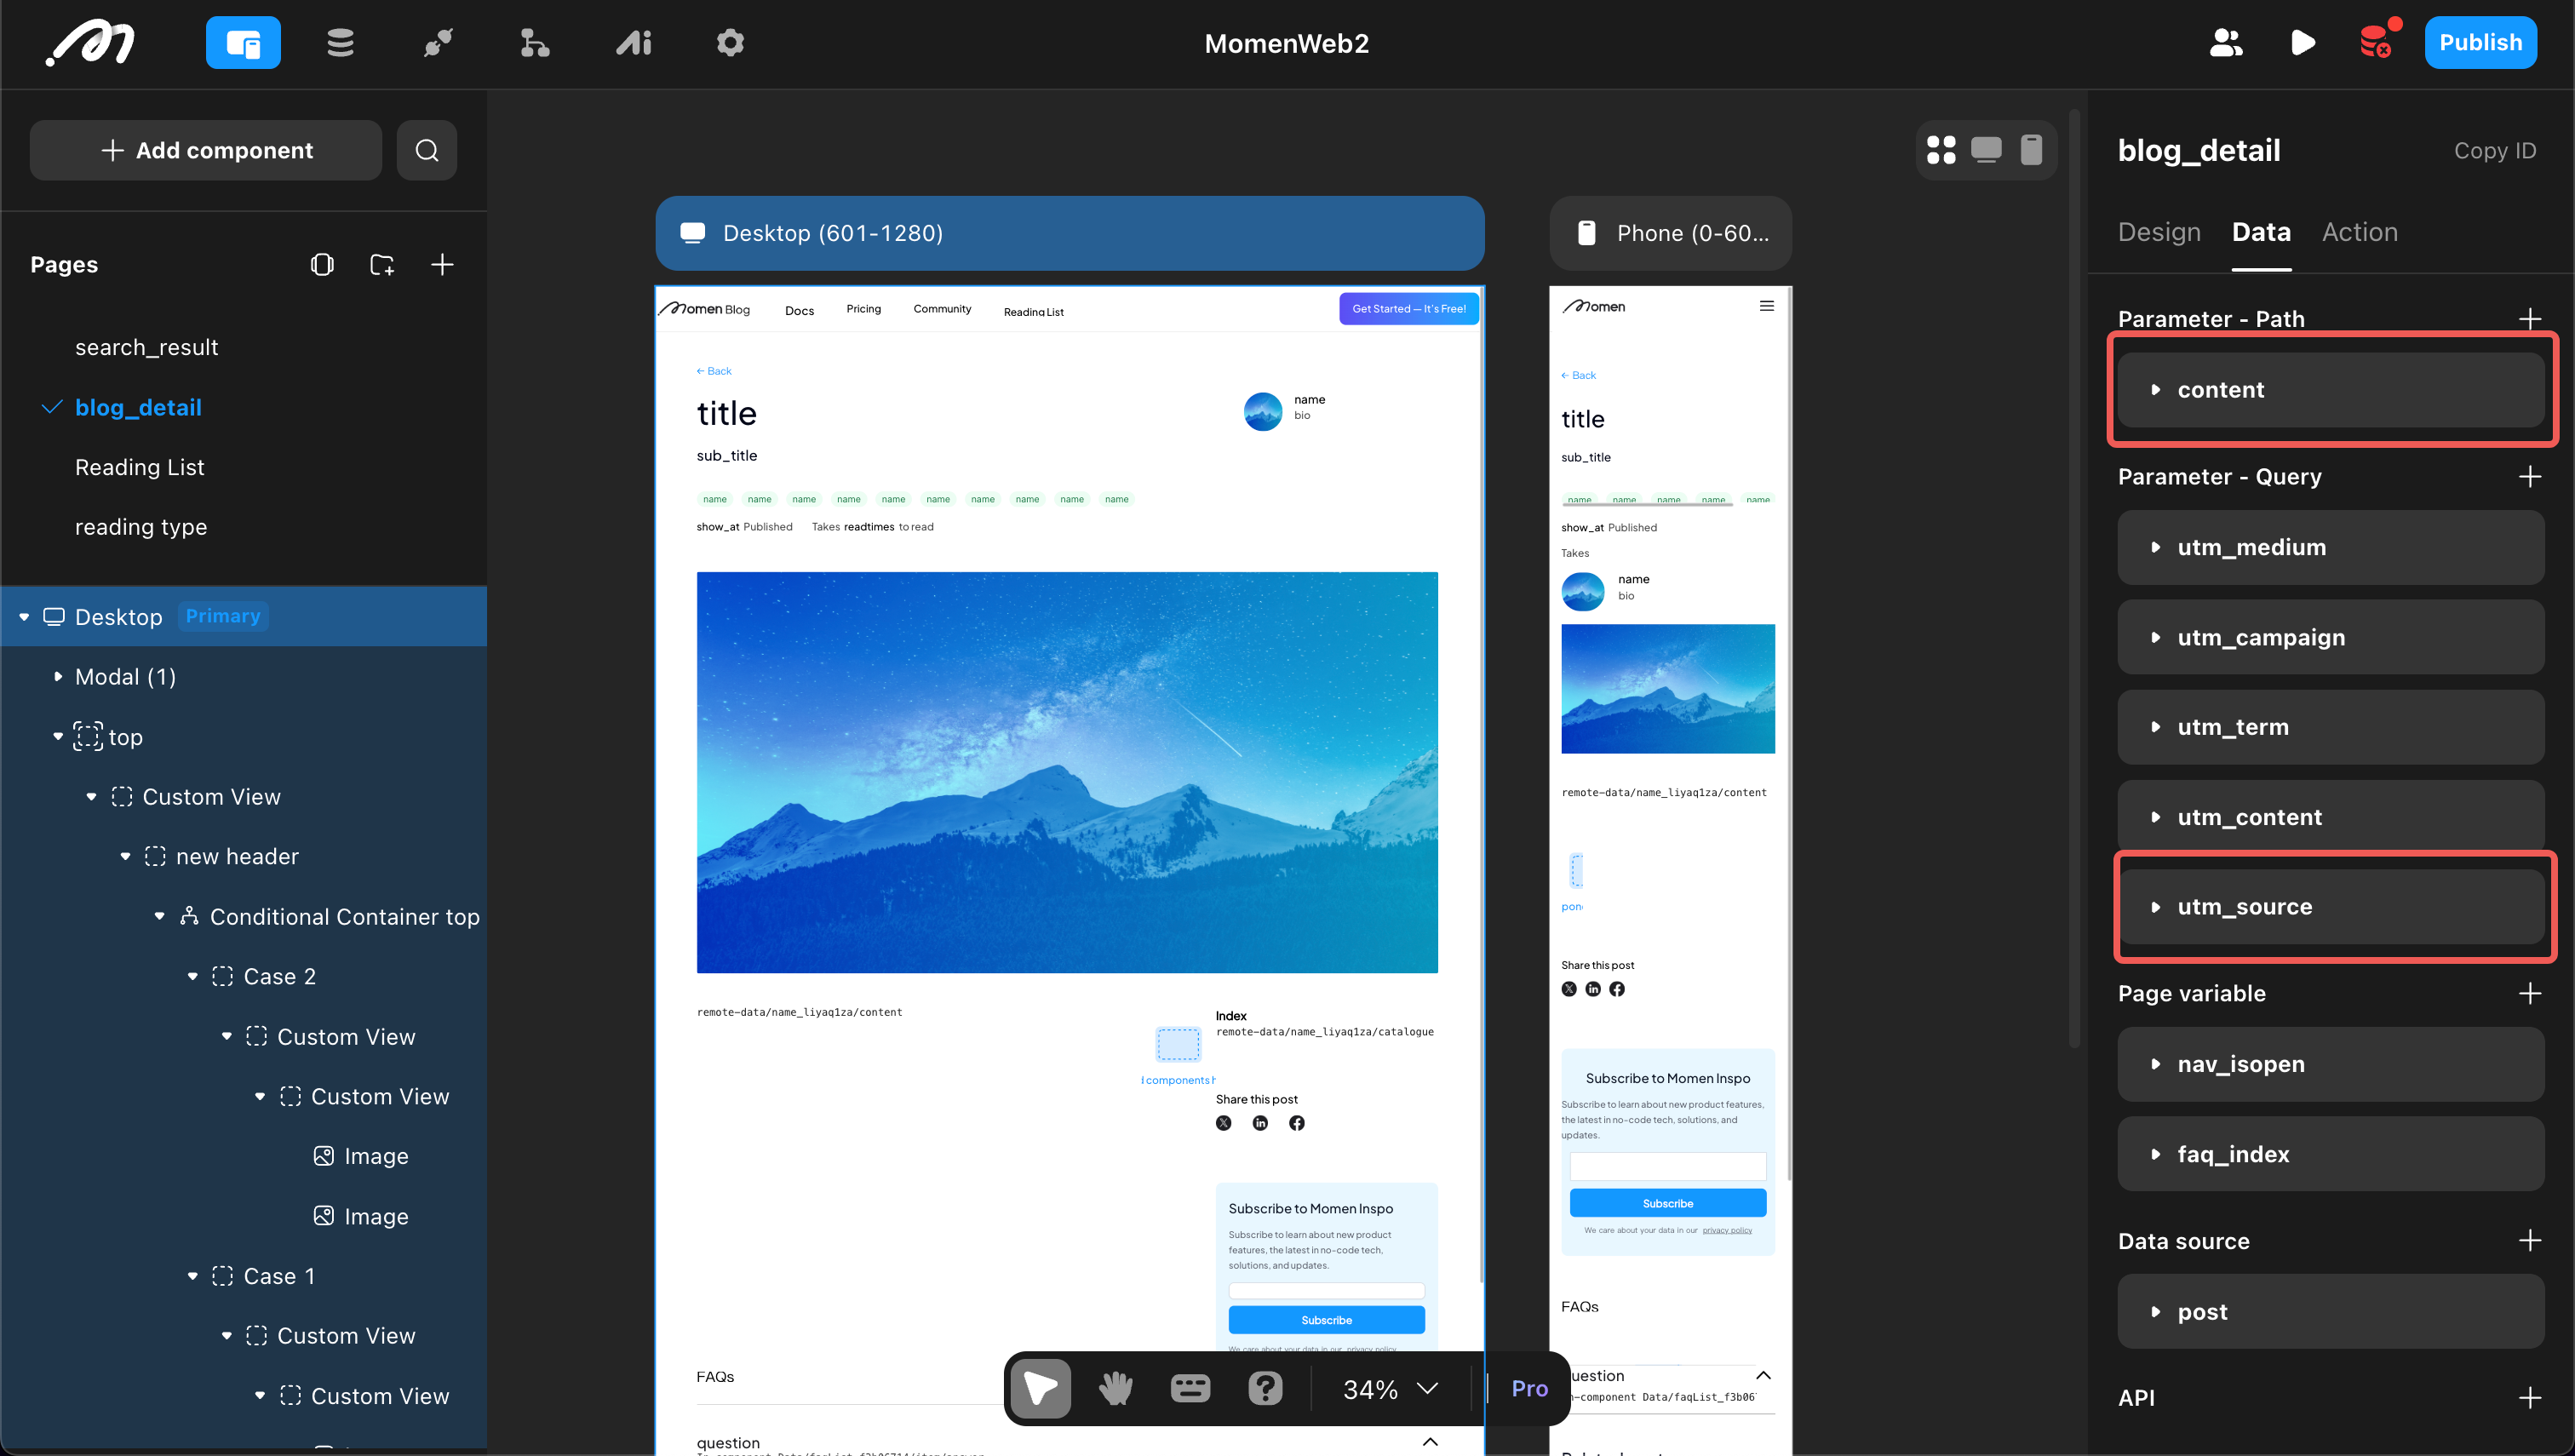 MomenWeb2
Publish
Add component
Pages
search_result
blog_detail
Reading List
reading type
Desktop Primary
Modal (1)
top
Custom View
new header
Conditional Container top
Case 2
Custom View
Custom View
Image
Image
Case 1
Custom View
Custom View
Desktop (601-1280)
Momen Blog
Docs
Pricing
Community
Reading List
Get Started — It's Free!
← Back
title
name
bio
sub_title
name name name name name name name name name name
show_at Published Takes readtimes to read
remote-data/name_liyaq1za/content
Index
remote-data/name_liyaq1za/catalogue
components
Share this post
Subscribe to Momen Inspo
Subscribe to learn about new product
features, the latest in no-code tech,
solutions, and updates.
Subscribe
We care about your data in our privacy policy
FAQs
question
Phone (0-60...
Momen
← Back
title
sub_title
name name name name name
show_at Published
Takes
name
bio
remote-data/name_liyaq1za/content
Share this post
Subscribe to Momen Inspo
Subscribe to learn about new product features,
the latest in no-code tech, solutions, and
updates.
Subscribe
We care about your data in our privacy policy
FAQs
uestion
n-component Data/faqList_f3b06
34%
Pro
blog_detail
Copy ID
Design Data Action
Parameter - Path
content
Parameter - Query
utm_medium
utm_campaign
utm_term
utm_content
utm_source
Page variable
nav_isopen
faq_index
Data source
post
API